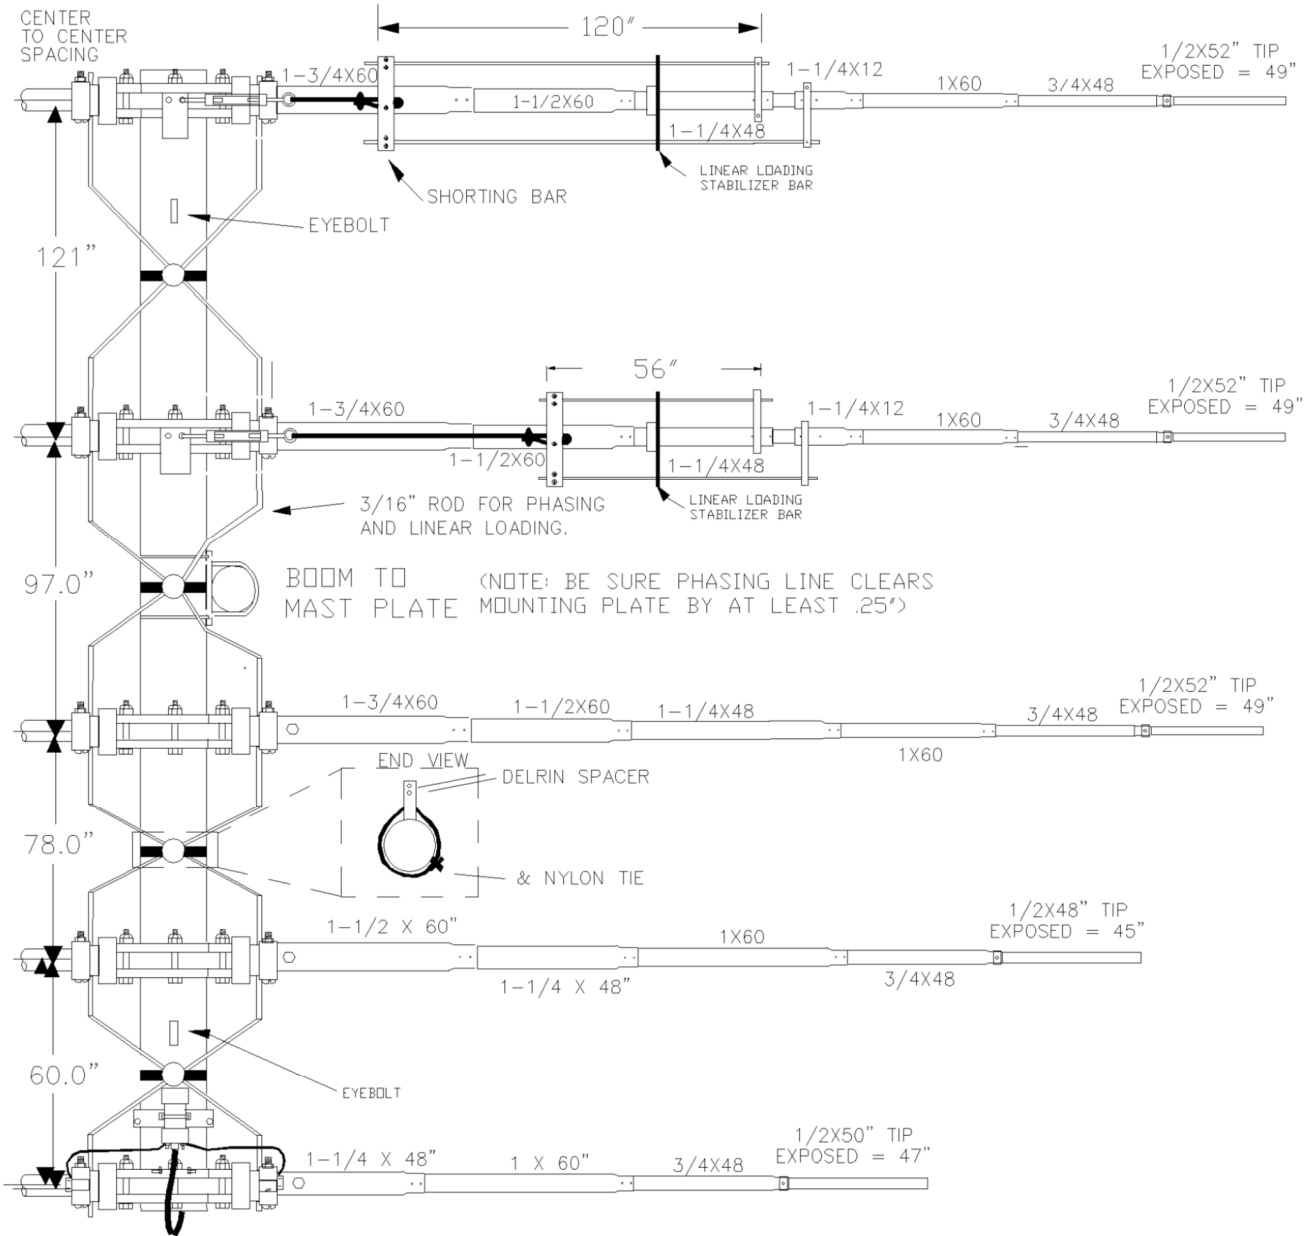 CENTER
TO CENTER
SPACING
120"
1-3/4X60
1-1/2X60
1-1/4X48
1-1/4X12
1X60
3/4X48
1/2X52" TIP
EXPOSED = 49"
LINEAR LOADING
STABILIZER BAR
SHORTING BAR
EYEBOLT
121"
56"
1-3/4X60
1-1/2X60
1-1/4X48
1-1/4X12
1X60
3/4X48
1/2X52" TIP
EXPOSED = 49"
LINEAR LOADING
STABILIZER BAR
3/16" ROD FOR PHASING
AND LINEAR LOADING.
97.0"
BOOM TO
MAST PLATE
(NOTE: BE SURE PHASING LINE CLEARS
MOUNTING PLATE BY AT LEAST .25")
1-3/4X60
1-1/2X60
1-1/4X48
1X60
3/4X48
1/2X52" TIP
EXPOSED = 49"
END VIEW
DELRIN SPACER
& NYLON TIE
78.0"
1-1/2 X 60"
1-1/4 X 48"
1X60
3/4X48
1/2X48" TIP
EXPOSED = 45"
60.0"
EYEBOLT
1-1/4 X 48"
1 X 60"
3/4X48
1/2X50" TIP
EXPOSED = 47"